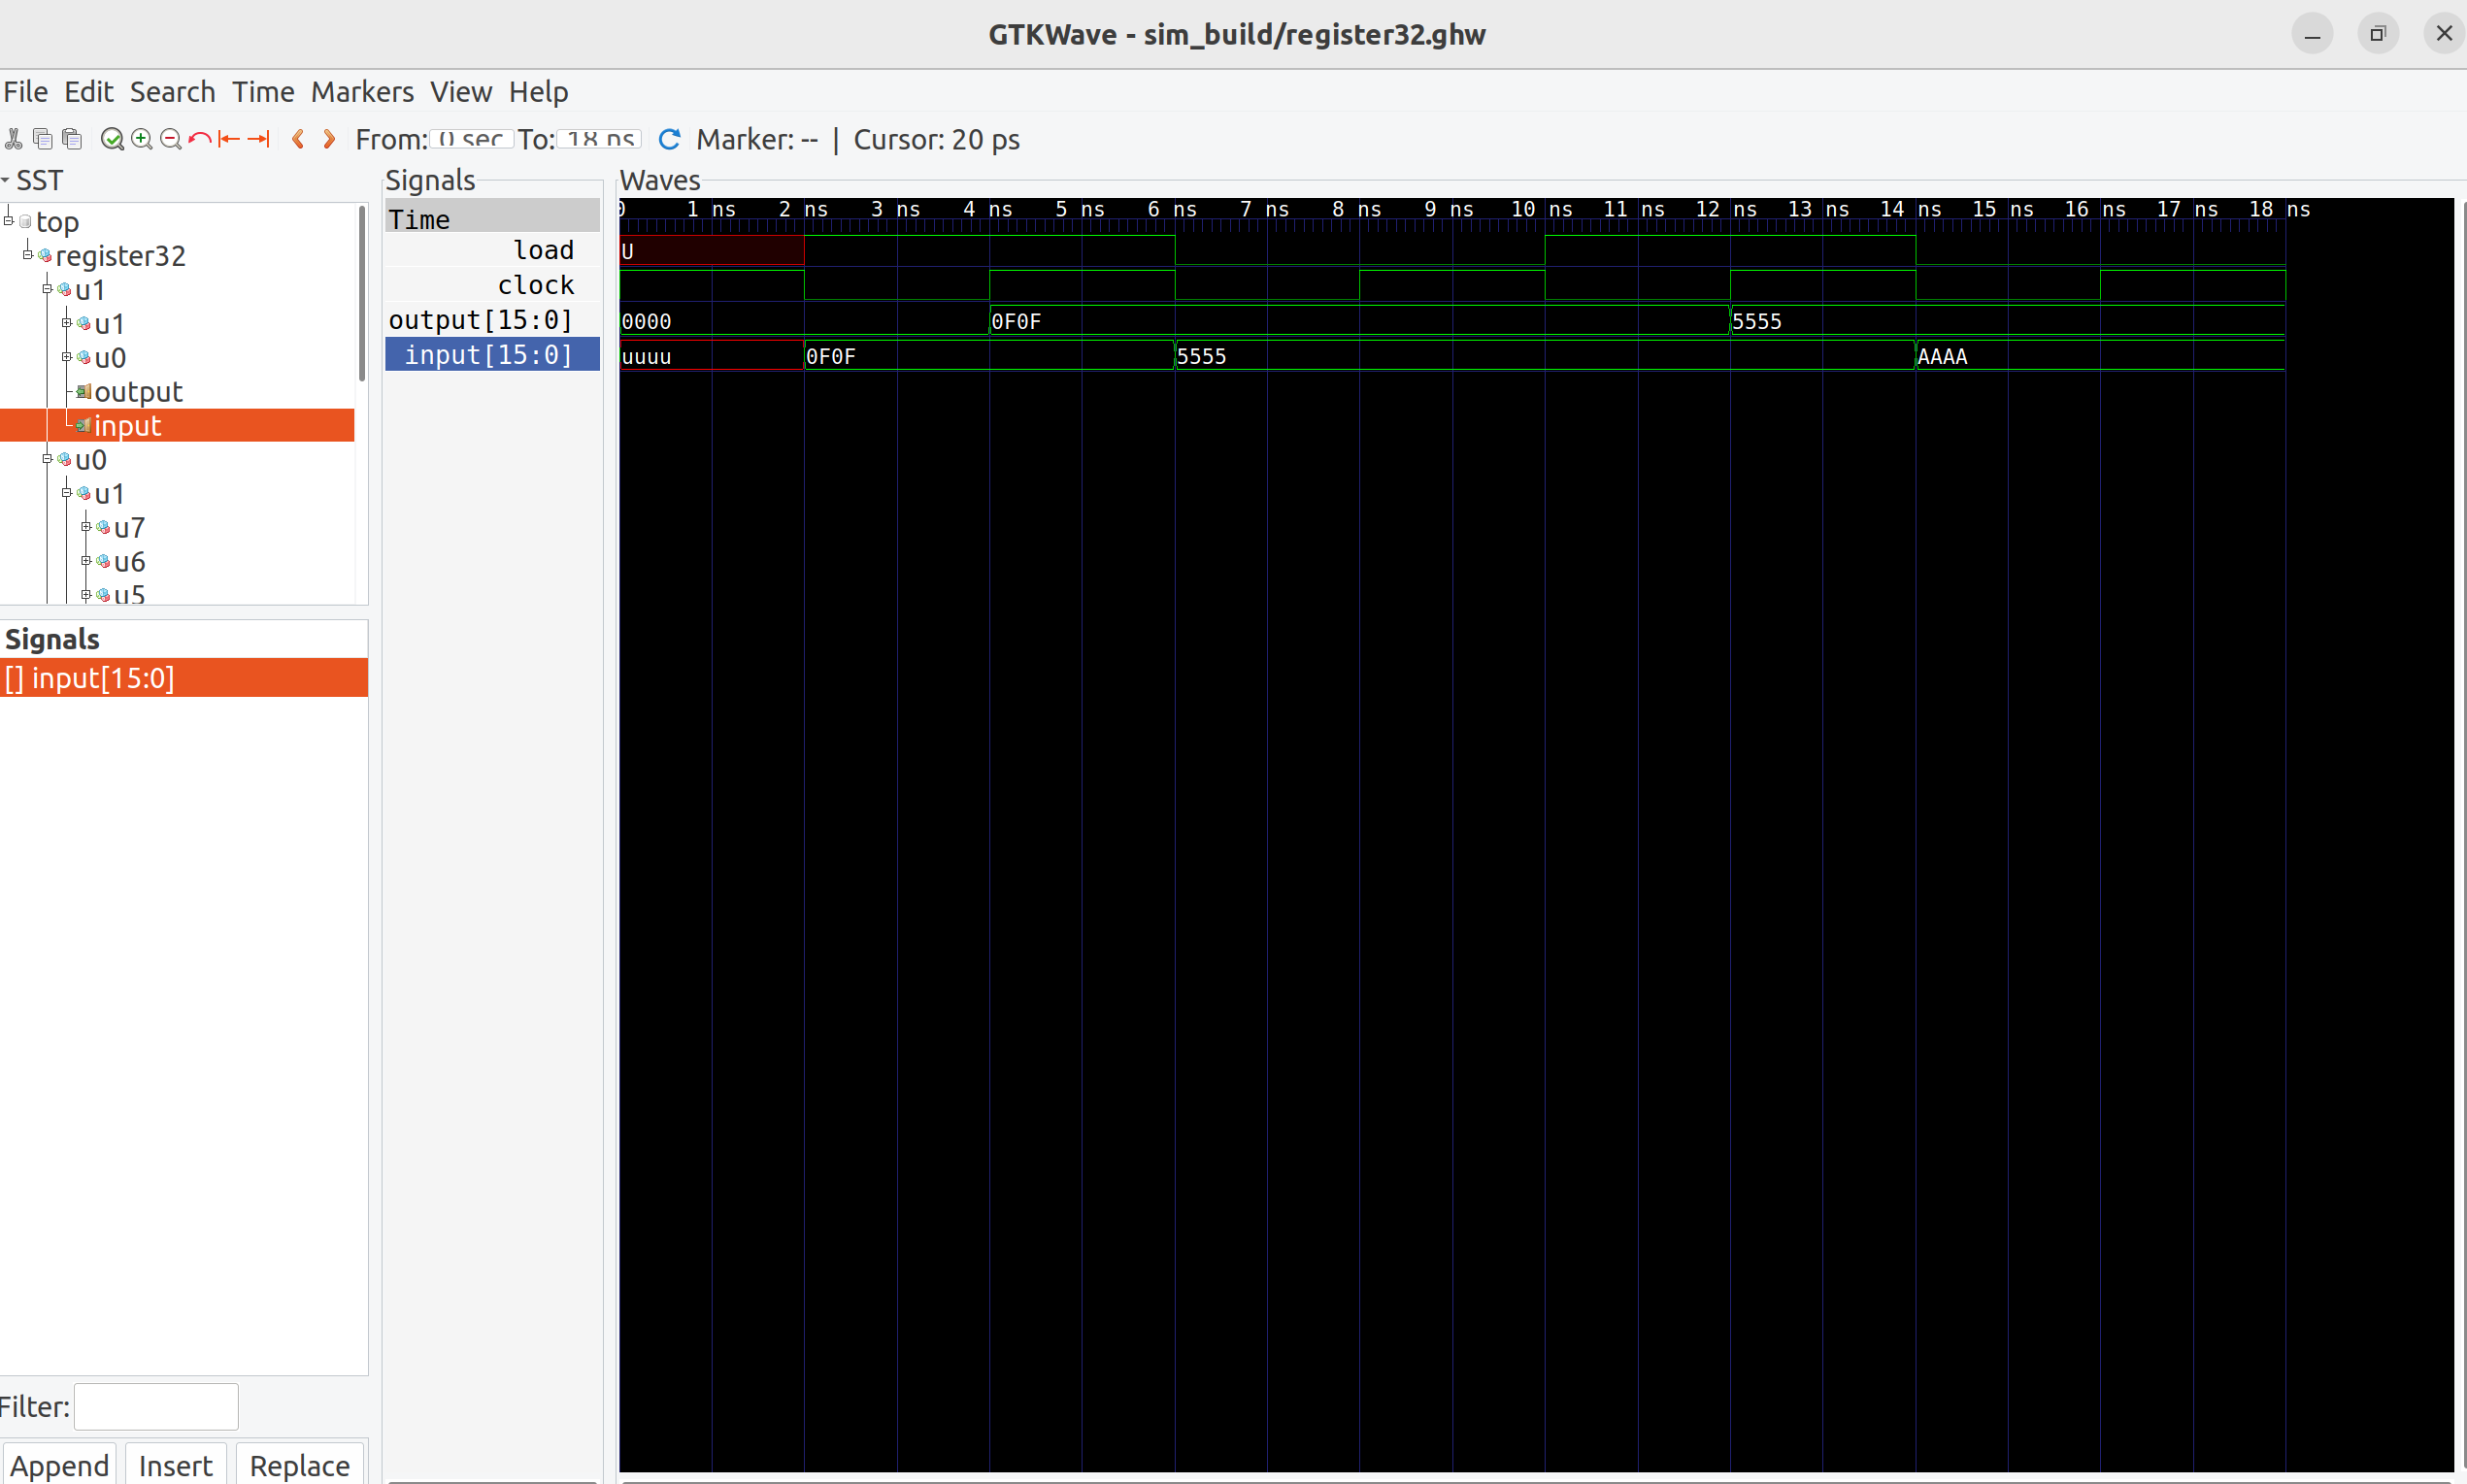 GTKWave - sim_build/register32.ghw
File Edit Search Time Markers View Help
From: 0 sec To: 18 ns Marker: -- | Cursor: 20 ps
SST
top
register32
u1
u1
u0
output
input
u0
u1
u7
u6
u5
Signals
[] input[15:0]
Filter:
Append Insert Replace
Signals
Time
load
clock
output[15:0]
input[15:0]
Waves
0 1 ns 2 ns 3 ns 4 ns 5 ns 6 ns 7 ns 8 ns 9 ns 10 ns 11 ns 12 ns 13 ns 14 ns 15 ns 16 ns 17 ns 18 ns
U
0000 0F0F 5555
uuuu 0F0F 5555 AAAA